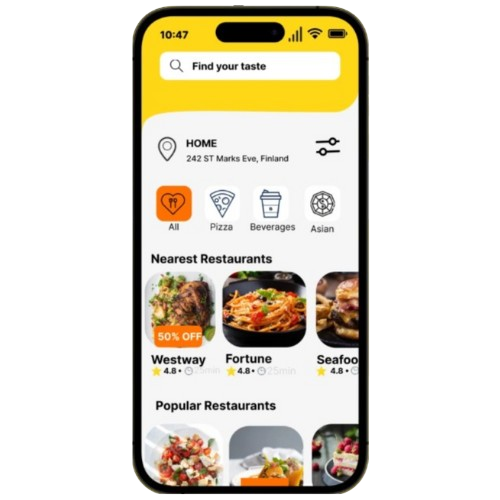 10:47
Find your taste
HOME
242 ST Marks Eve, Finland
All Pizza Beverages Asian
Nearest Restaurants
50% OFF
Westway Fortune Seafoo
4.8 • 25min 4.8 • 25min 4.8 •
Popular Restaurants